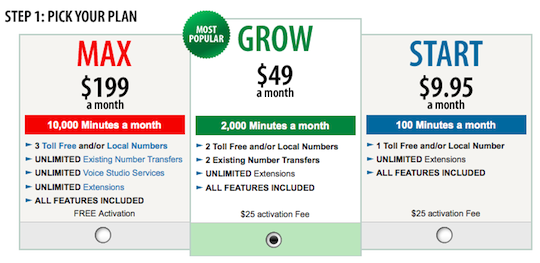 STEP 1: PICK YOUR PLAN
MAX
$199
a month
10,000 Minutes a month
3 Toll Free and/or Local Numbers
UNLIMITED Existing Number Transfers
UNLIMITED Voice Studio Services
UNLIMITED Extensions
ALL FEATURES INCLUDED
FREE Activation
MOST
POPULAR
GROW
$49
a month
2,000 Minutes a month
2 Toll Free and/or Local Numbers
2 Existing Number Transfers
UNLIMITED Extensions
ALL FEATURES INCLUDED
$25 activation Fee
START
$9.95
a month
100 Minutes a month
1 Toll Free and/or Local Number
UNLIMITED Extensions
ALL FEATURES INCLUDED
$25 activation Fee